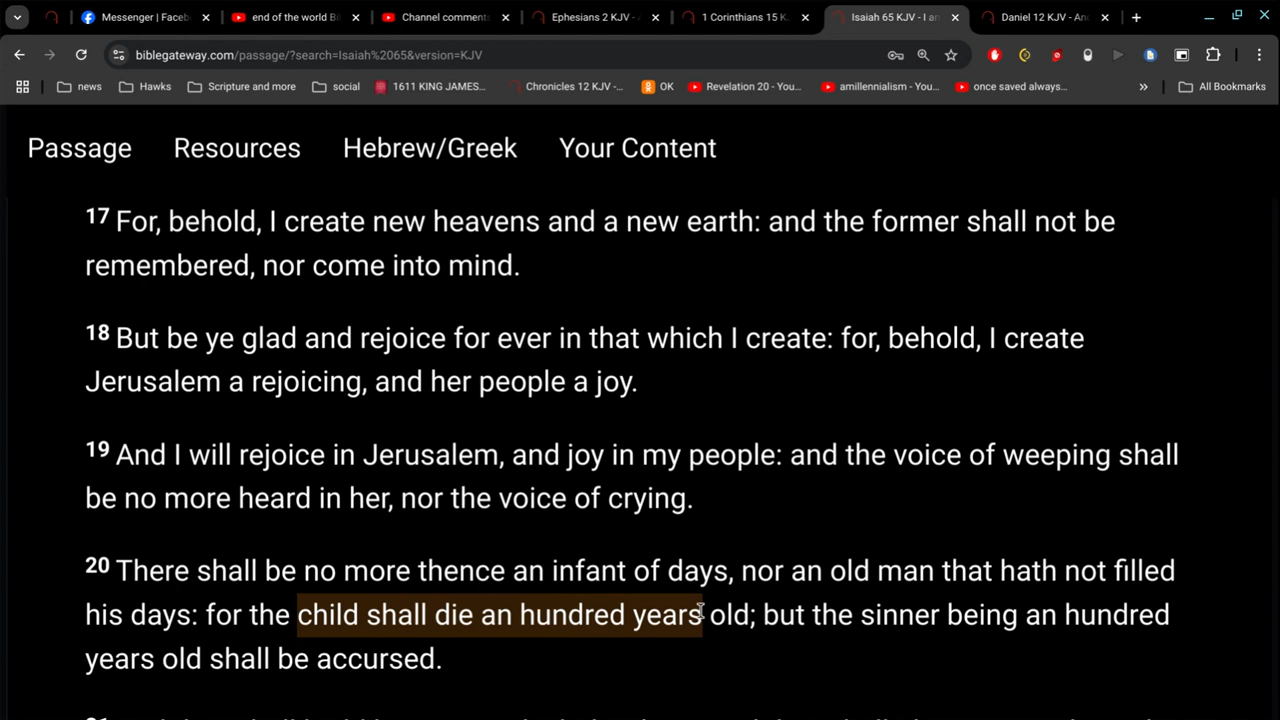 Messenger | Faceb
end of the world Bi
Channel comments
Ephesians 2 KJV - A
1 Corinthians 15 K
Isaiah 65 KJV - I an
Daniel 12 KJV - And
biblegateway.com/passage/?search=Isaiah%2065&version=KJV
news
Hawks
Scripture and more
social
1611 KING JAMES...
Chronicles 12 KJV -...
OK
Revelation 20 - You...
amillennialism - You...
once saved always...
All Bookmarks
Passage Resources Hebrew/Greek Your Content
17 For, behold, I create new heavens and a new earth: and the former shall not be
remembered, nor come into mind.
18 But be ye glad and rejoice for ever in that which I create: for, behold, I create
Jerusalem a rejoicing, and her people a joy.
19 And I will rejoice in Jerusalem, and joy in my people: and the voice of weeping shall
be no more heard in her, nor the voice of crying.
20 There shall be no more thence an infant of days, nor an old man that hath not filled
his days: for the child shall die an hundred years old; but the sinner being an hundred
years old shall be accursed.